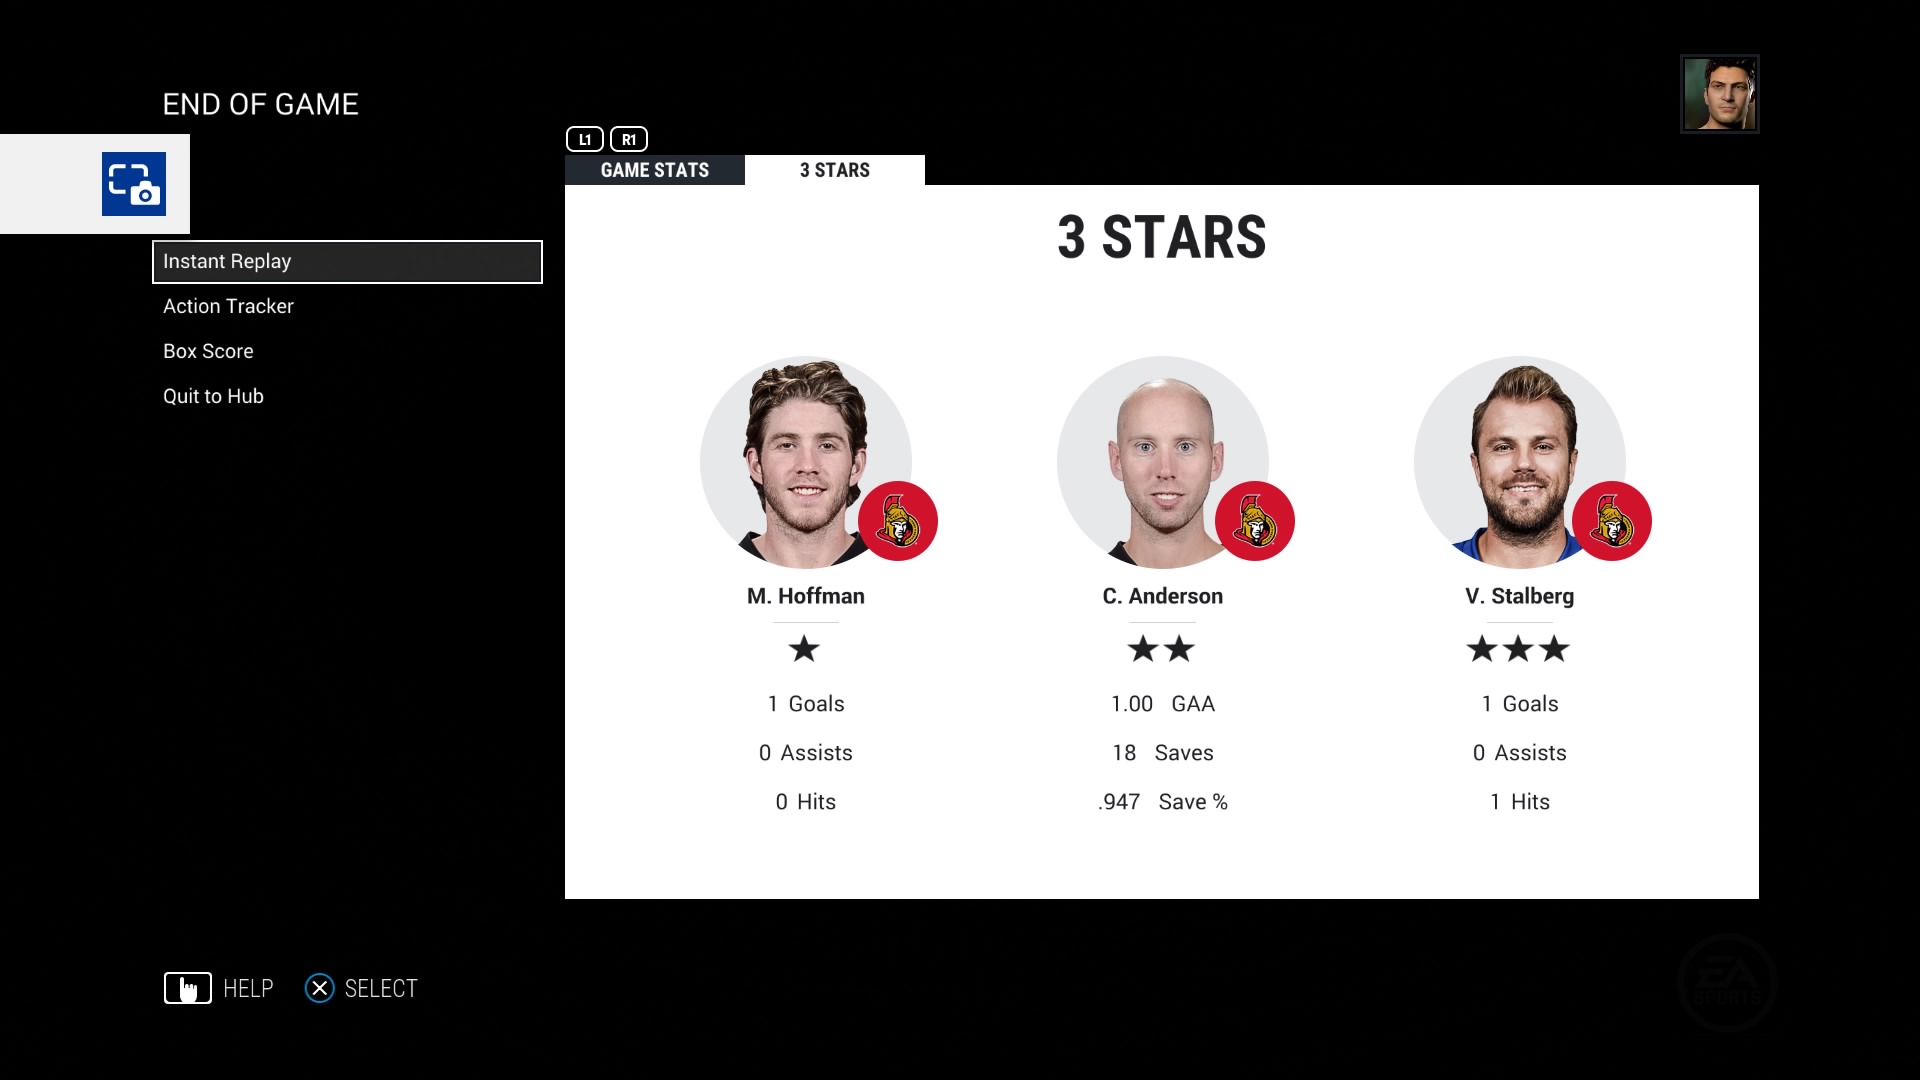 END OF GAME
L1 R1
GAME STATS 3 STARS
3 STARS
Instant Replay
Action Tracker
Box Score
Quit to Hub
M. Hoffman C. Anderson V. Stalberg
1 Goals 1.00 GAA 1 Goals
0 Assists 18 Saves 0 Assists
0 Hits .947 Save % 1 Hits
HELP SELECT
EA
SPORTS